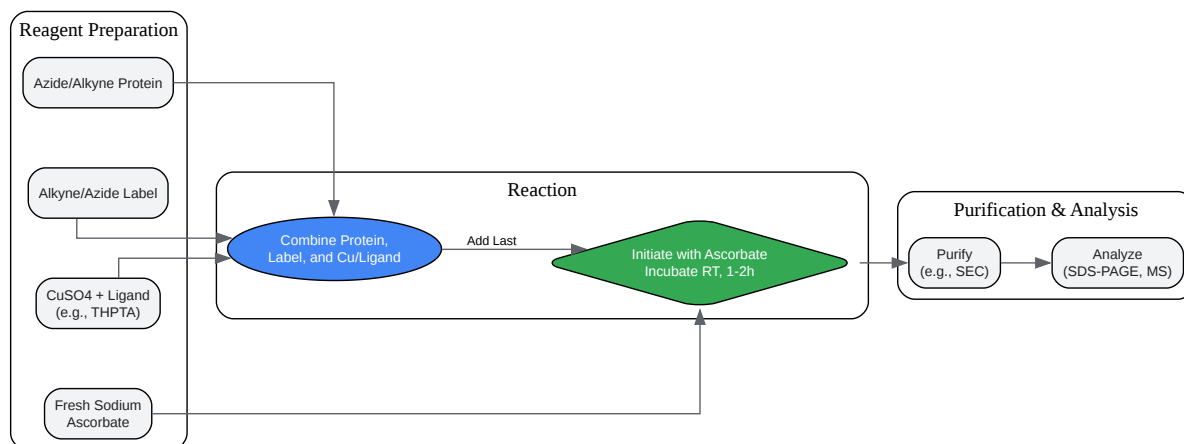 Reagent Preparation
Azide/Alkyne Protein
Alkyne/Azide Label
CuSO4 + Ligand
(e.g., THPTA)
Fresh Sodium
Ascorbate
Reaction
Combine Protein,
Label, and Cu/Ligand
Add Last
Initiate with Ascorbate
Incubate RT, 1-2h
Purification & Analysis
Purify
(e.g., SEC)
Analyze
(SDS-PAGE, MS)